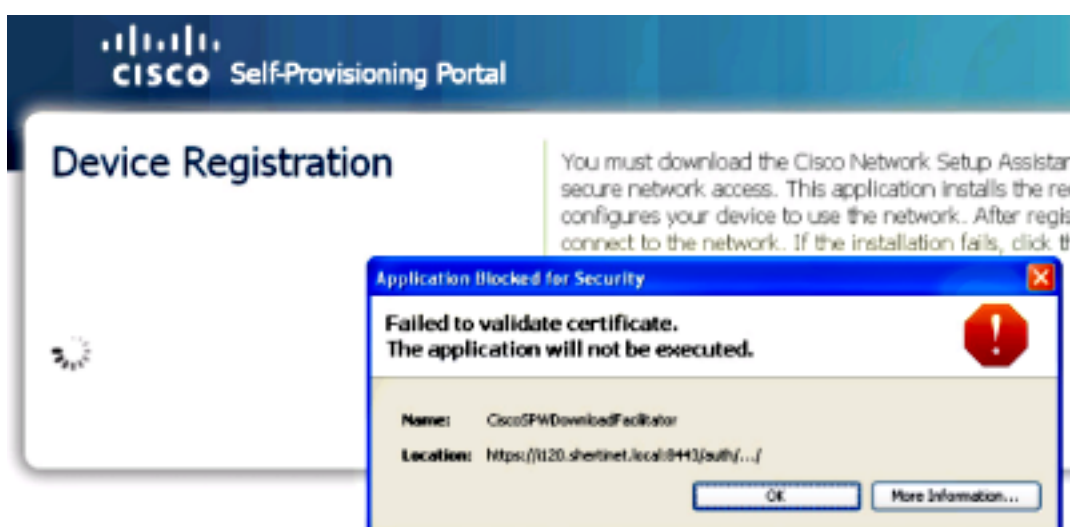 CISCO Self-Provisioning Portal
Device Registration
You must download the Cisco Network Setup Assistan
secure network access. This application installs the re
configures your device to use the network. After regis
connect to the network. If the installation fails, click th
Application Blocked for Security
Failed to validate certificate.
The application will not be executed.
Name: CiscoSPWDownloadFacilitator
Location: https://i120.shertinet.local:8443/auth/.../
OK More Information...